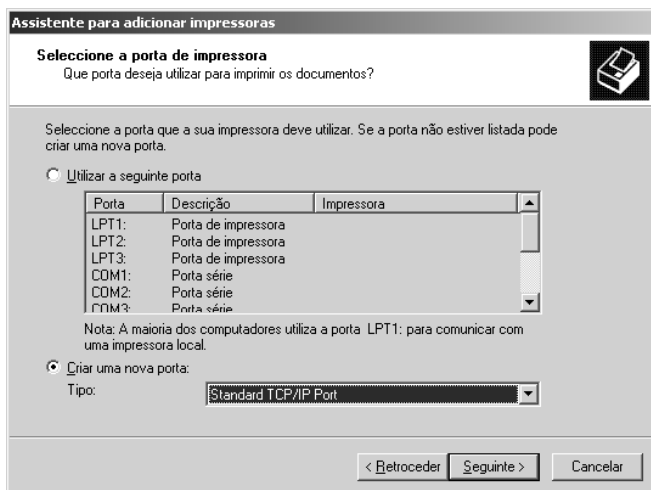 Assistente para adicionar impressoras
Seleccione a porta de impressora
Que porta deseja utilizar para imprimir os documentos?
Seleccione a porta que a sua impressora deve utilizar. Se a porta não estiver listada pode
criar uma nova porta.
Utilizar a seguinte porta
Porta Descrição Impressora
LPT1: Porta de impressora
LPT2: Porta de impressora
LPT3: Porta de impressora
COM1: Porta série
COM2: Porta série
COM3: Porta série
Nota: A maioria dos computadores utiliza a porta LPT1: para comunicar com
uma impressora local.
Criar uma nova porta:
Tipo: Standard TCP/IP Port
< Retroceder Seguinte > Cancelar